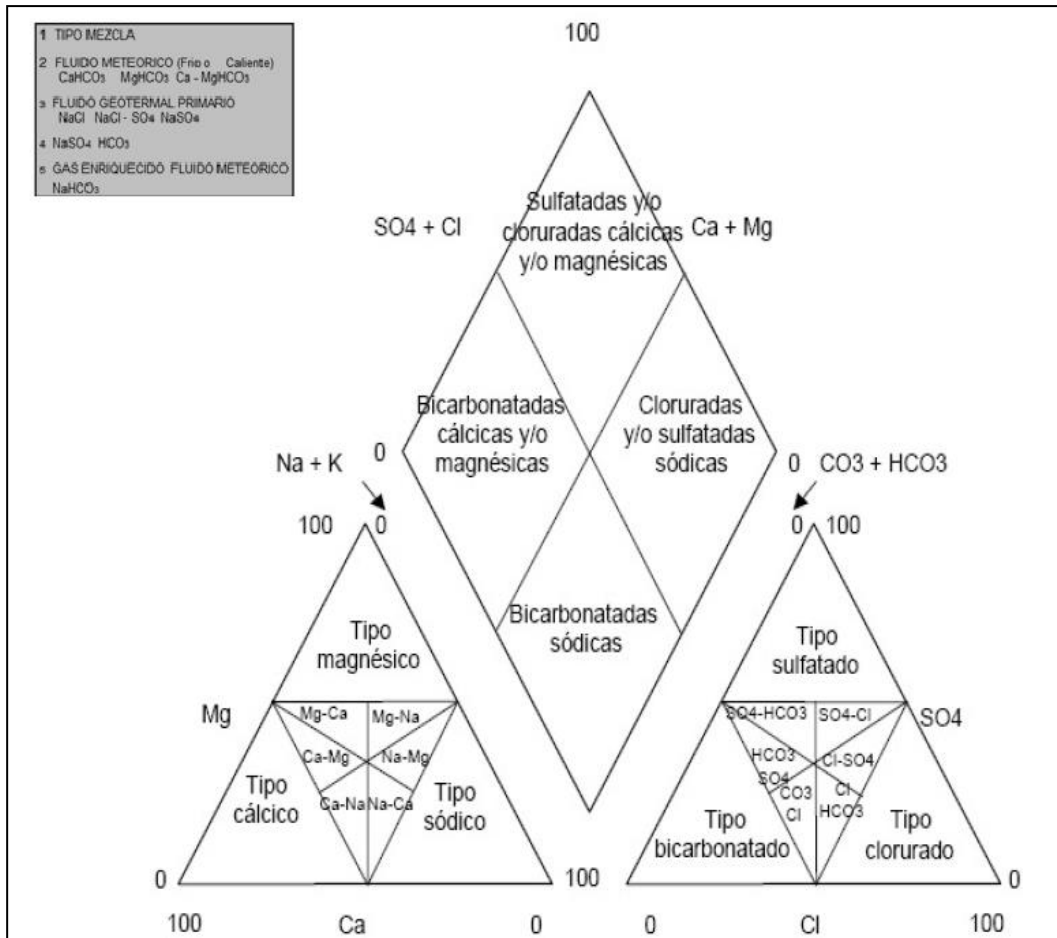 1 TIPO MEZCLA
2 FLUIDO METEORICO (Frio o Caliente)
CaHCO3 MgHCO3 Ca - MgHCO3
3 FLUIDO GEOTERMAL PRIMARIO
NaCl NaCl - SO4 NaSO4
4 NaSO4 HCO3
5 GAS ENRIQUECIDO FLUIDO METEÓRICO
NaHCO3
100
SO4 + Cl
Ca + Mg
Sulfatadas y/o
cloruradas cálcicas
y/o magnésicas
Bicarbonatadas
cálcicas y/o
magnésicas
Cloruradas
y/o sulfatadas
sódicas
0
0
Na + K
CO3 + HCO3
100
0
0
100
Bicarbonatadas
sódicas
Tipo
magnésico
Tipo
sulfatado
Mg
Mg-Ca
Mg-Na
SO4-HCO3
SO4-Cl
SO4
Ca-Mg
Na-Mg
HCO3
SO4
Cl-SO4
Ca-Na
Na-Ca
CO3
Cl
Cl
HCO3
Tipo
cálcico
Tipo
sódico
Tipo
bicarbonatado
Tipo
clorurado
0
100
0
100
Ca
0
0
Cl
100